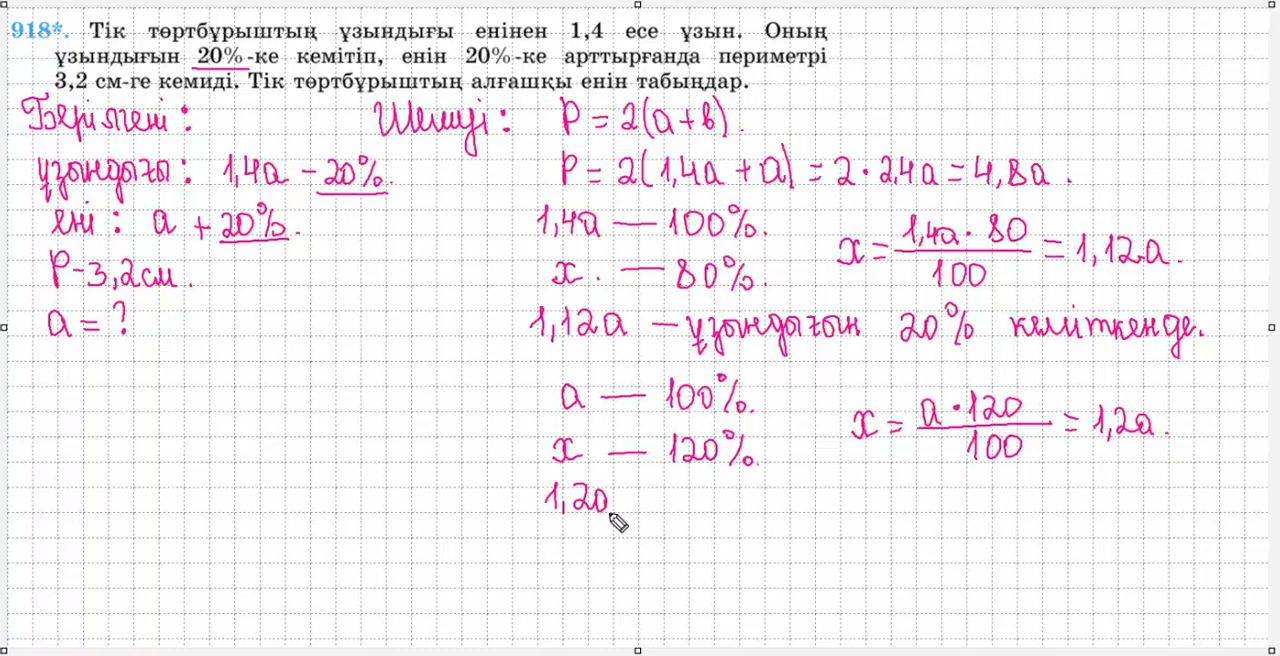 918*. Тік төртбұрыштың ұзындығы енінен 1,4 есе ұзын. Оның
ұзындығын 20%-ке кемітіп, енін 20%-ке арттырғанда периметрі
3,2 см-ге кемиді. Тік төртбұрыштың алғашқы енін табыңдар.
Берілгені: Шешуі: P = 2(a+b).
ұзындығы: 1,4a - 20%. P = 2(1,4a + a) = 2 · 2,4a = 4,8a.
ені: a + 20%. 1,4a — 100%. x = 1,4a · 80 / 100 = 1,12a.
P - 3,2см. x. — 80%.
a = ? 1,12a — ұзындығын 20% кеміткенде.
a — 100%. x = a · 120 / 100 = 1,2a.
x — 120%.
1,2a